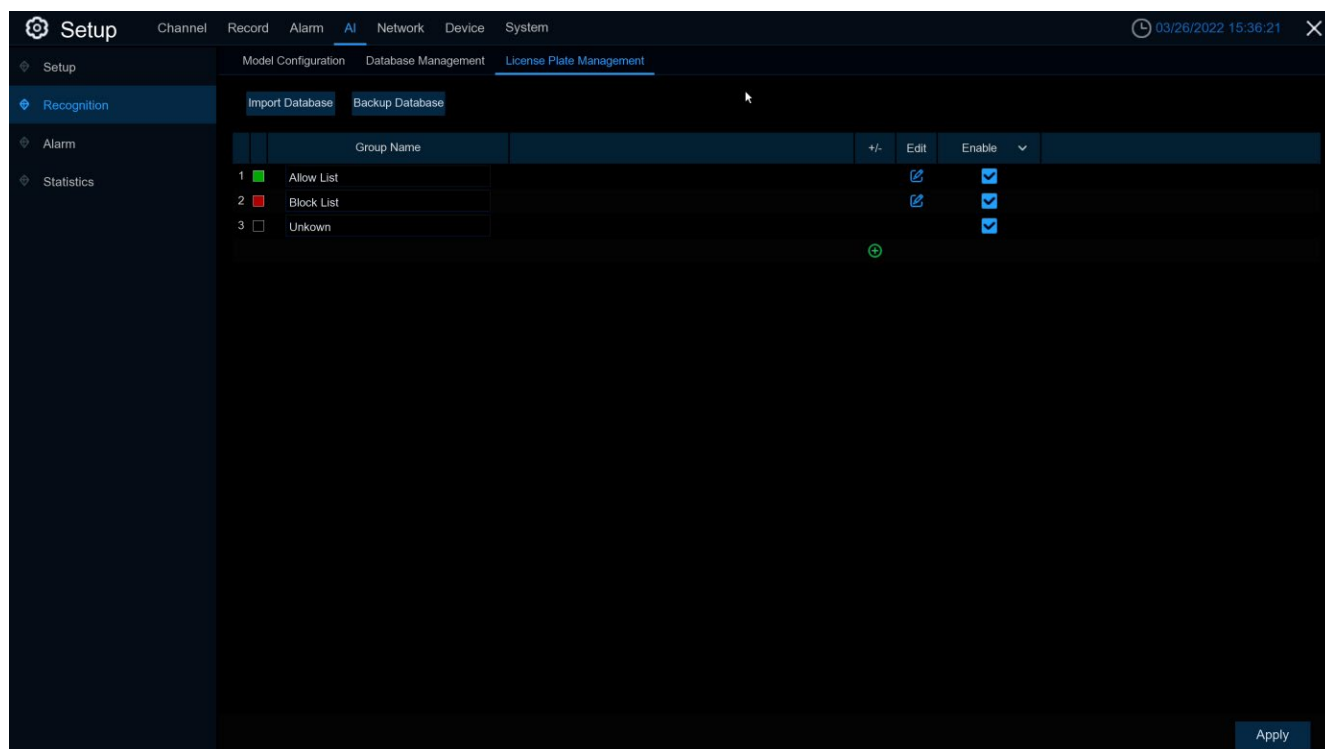 Setup Channel Record Alarm AI Network Device System 03/26/2022 15:36:21
Setup
Recognition
Alarm
Statistics
Model Configuration Database Management License Plate Management
Import Database Backup Database
Group Name +/- Edit Enable
1 Allow List
2 Block List
3 Unkown
Apply